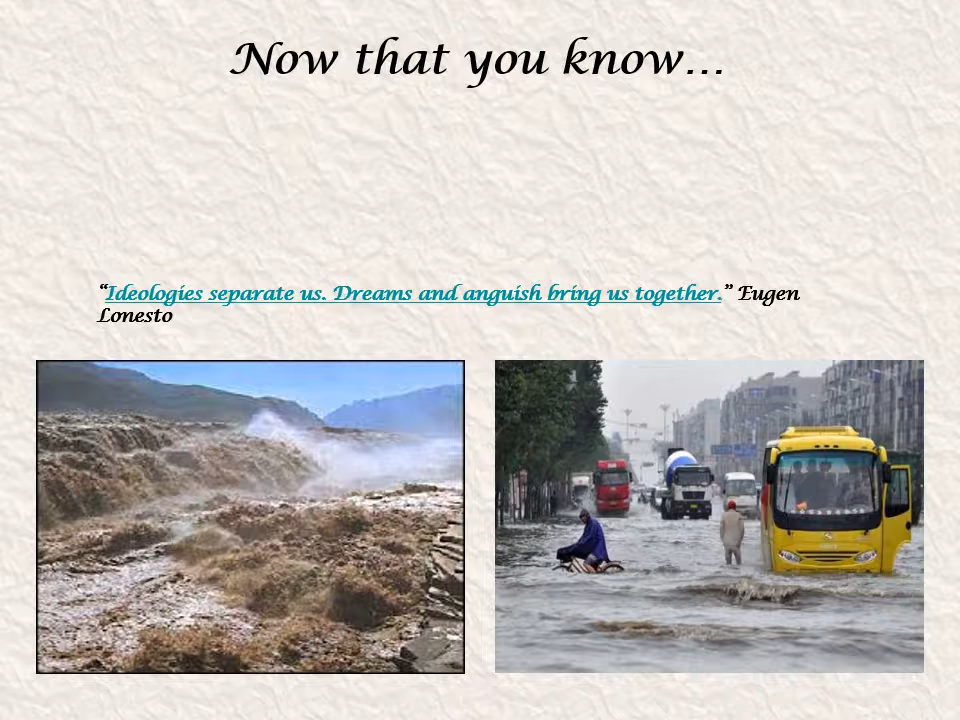 Now that you know...
“Ideologies separate us. Dreams and anguish bring us together.” Eugen
Lonesto